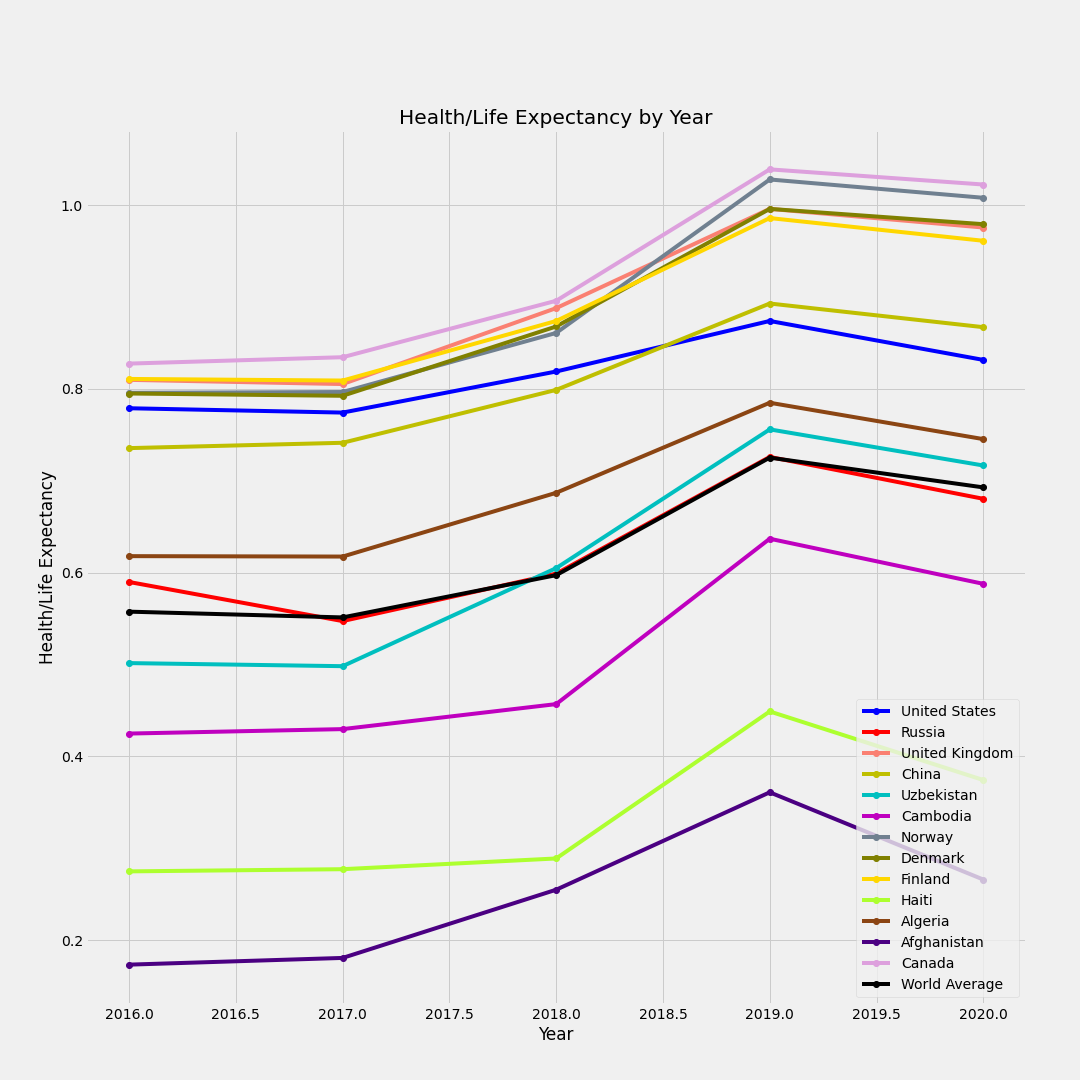 Health/Life Expectancy by Year
Health/Life Expectancy
1.0
0.8
0.6
0.4
0.2
United States
Russia
United Kingdom
China
Uzbekistan
Cambodia
Norway
Denmark
Finland
Haiti
Algeria
Afghanistan
Canada
World Average
2016.0 2016.5 2017.0 2017.5 2018.0 2018.5 2019.0 2019.5 2020.0
Year